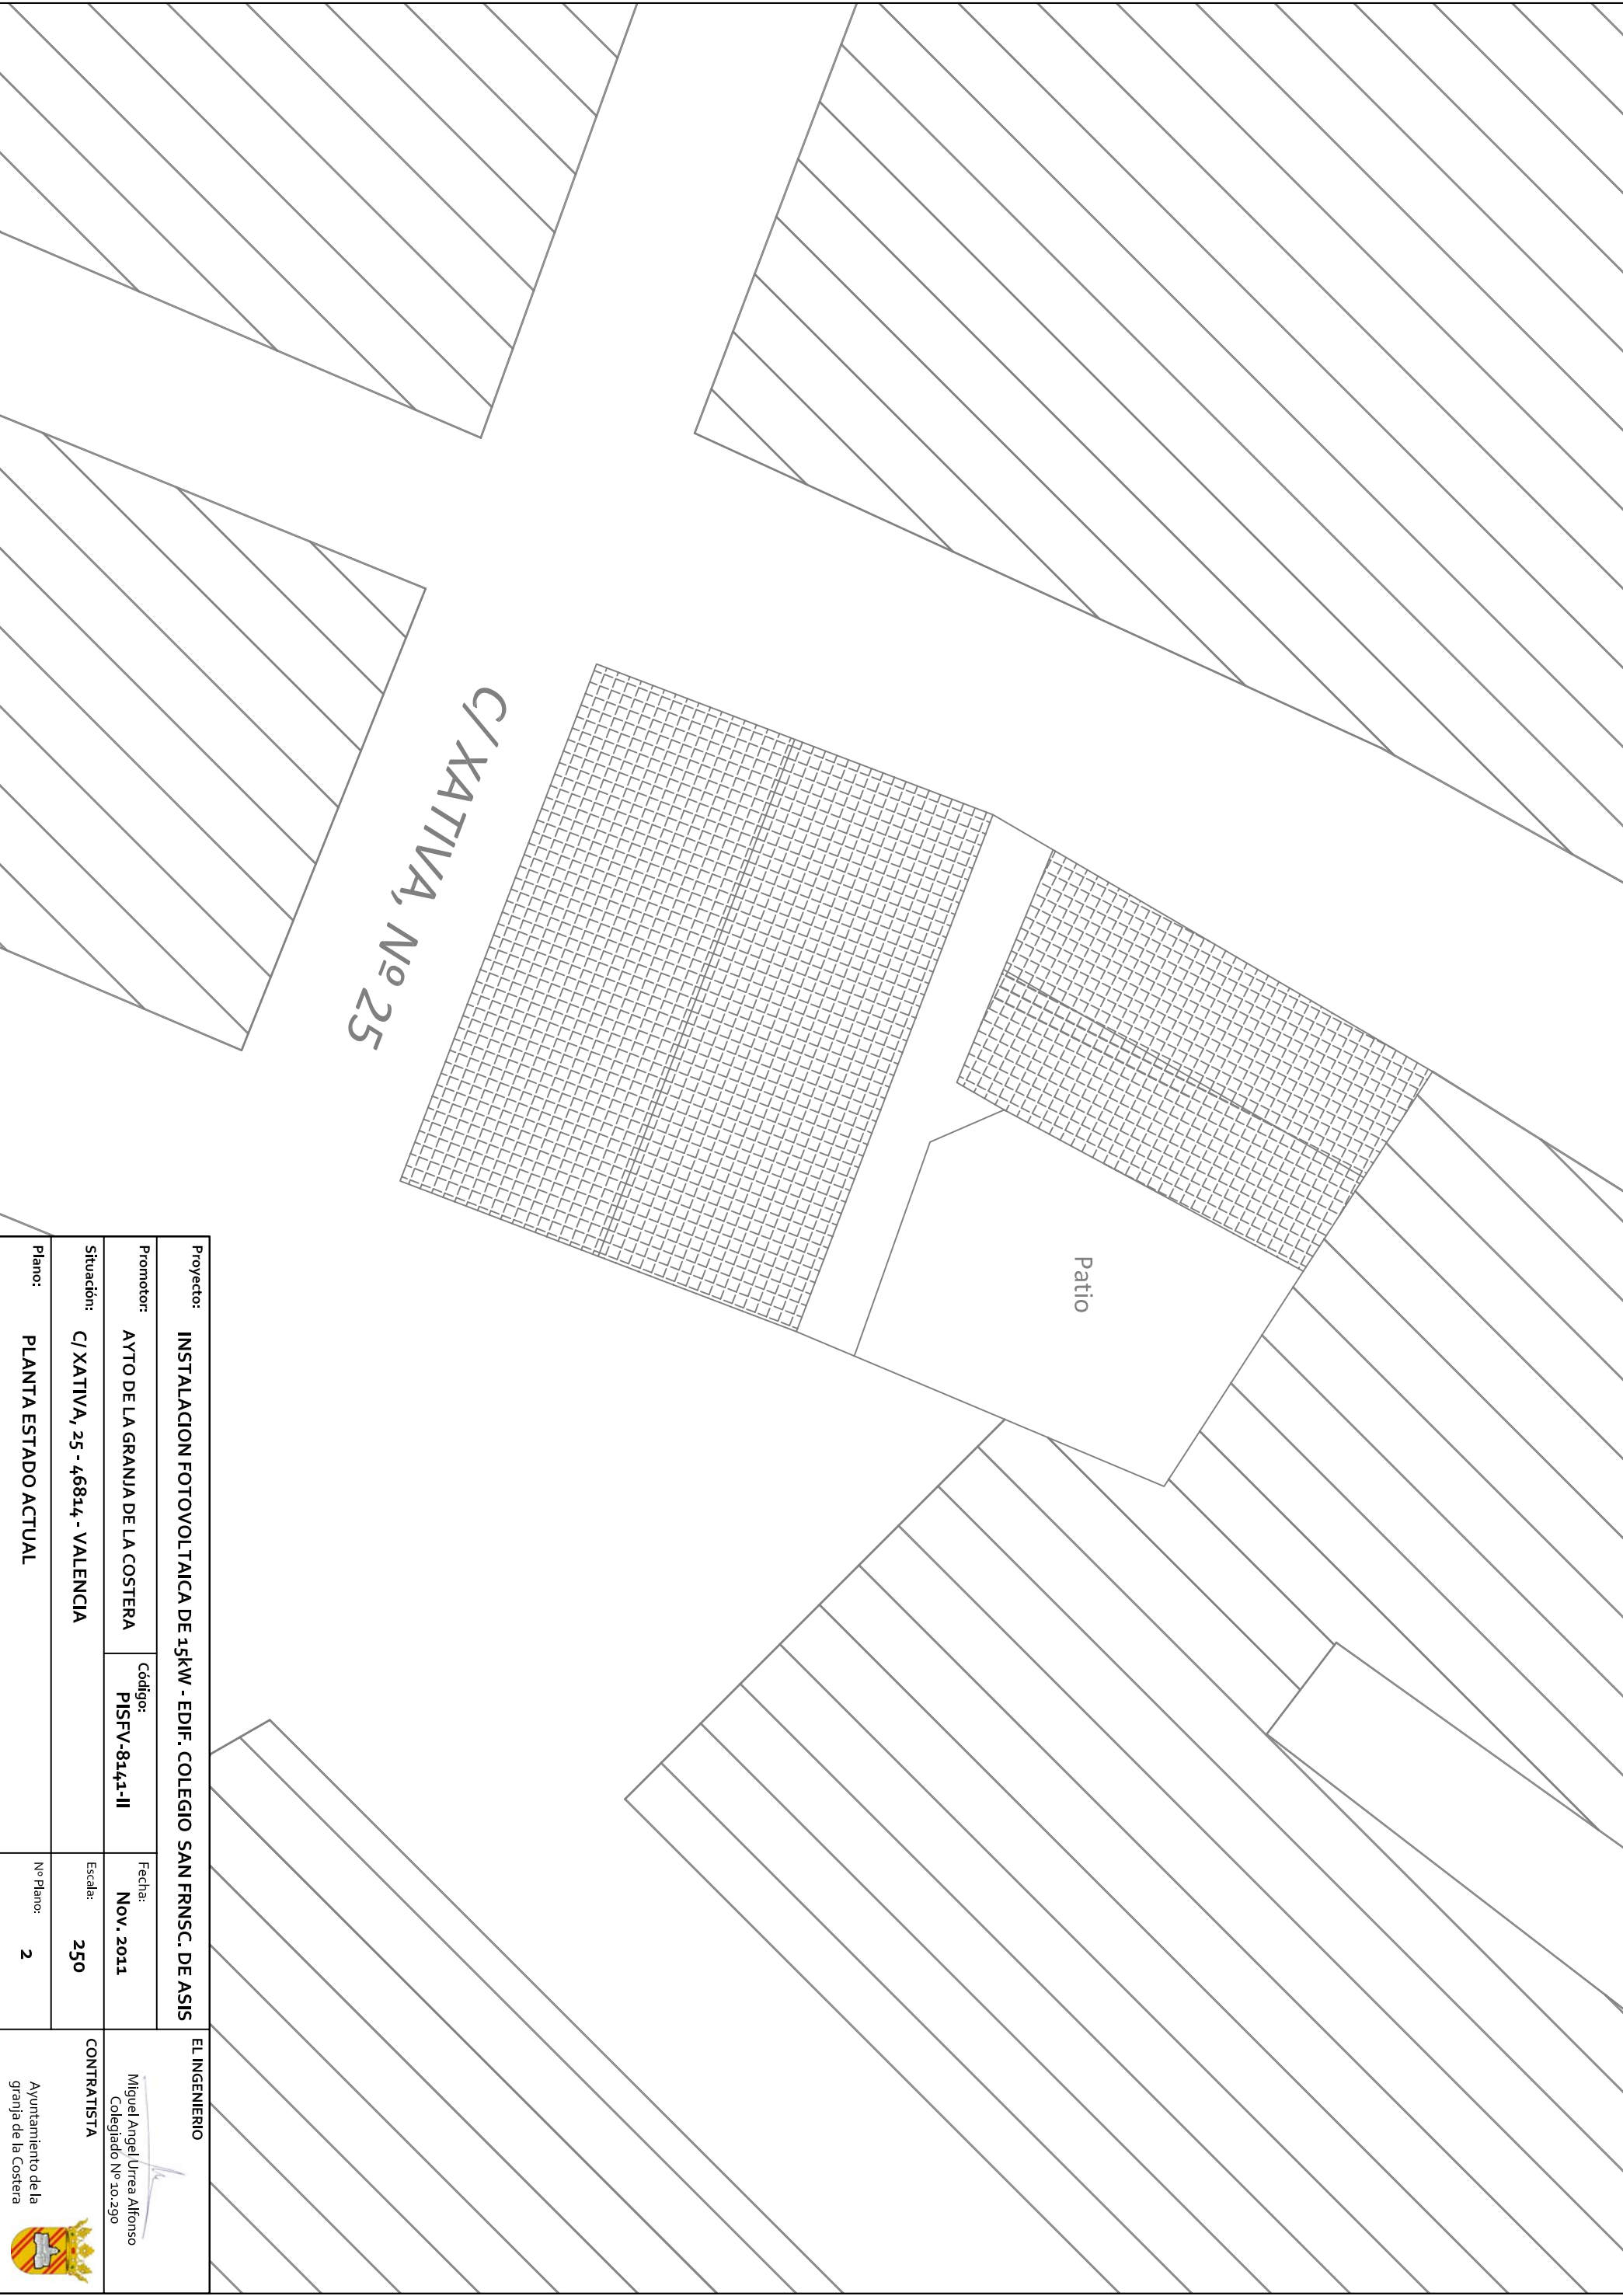 C/ XATIVA, Nº 25
Patio
Proyecto:
INSTALACION FOTOVOLTAICA DE 15kW - EDIF. COLEGIO SAN FRNSC. DE ASIS
Promotor:
AYTO DE LA GRANJA DE LA COSTERA
Código:
PISFV-8141-II
Fecha:
Nov. 2011
Situación:
C/ XATIVA, 25 - 46814 - VALENCIA
Escala:
250
Plano:
PLANTA ESTADO ACTUAL
Nº Plano:
2
EL INGENIERIO
Miguel Angel Urrea Alfonso
Colegiado Nº 10.290
CONTRATISTA
Ayuntamiento de la
granja de la Costera